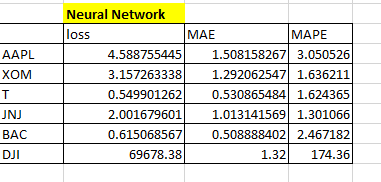 Neural Network
loss MAE MAPE
AAPL 4.588755445 1.508158267 3.050526
XOM 3.157263338 1.292062547 1.636211
T 0.549901262 0.530865484 1.624365
JNJ 2.001679601 1.013141569 1.301066
BAC 0.615068567 0.508888402 2.467182
DJI 69678.38 1.32 174.36